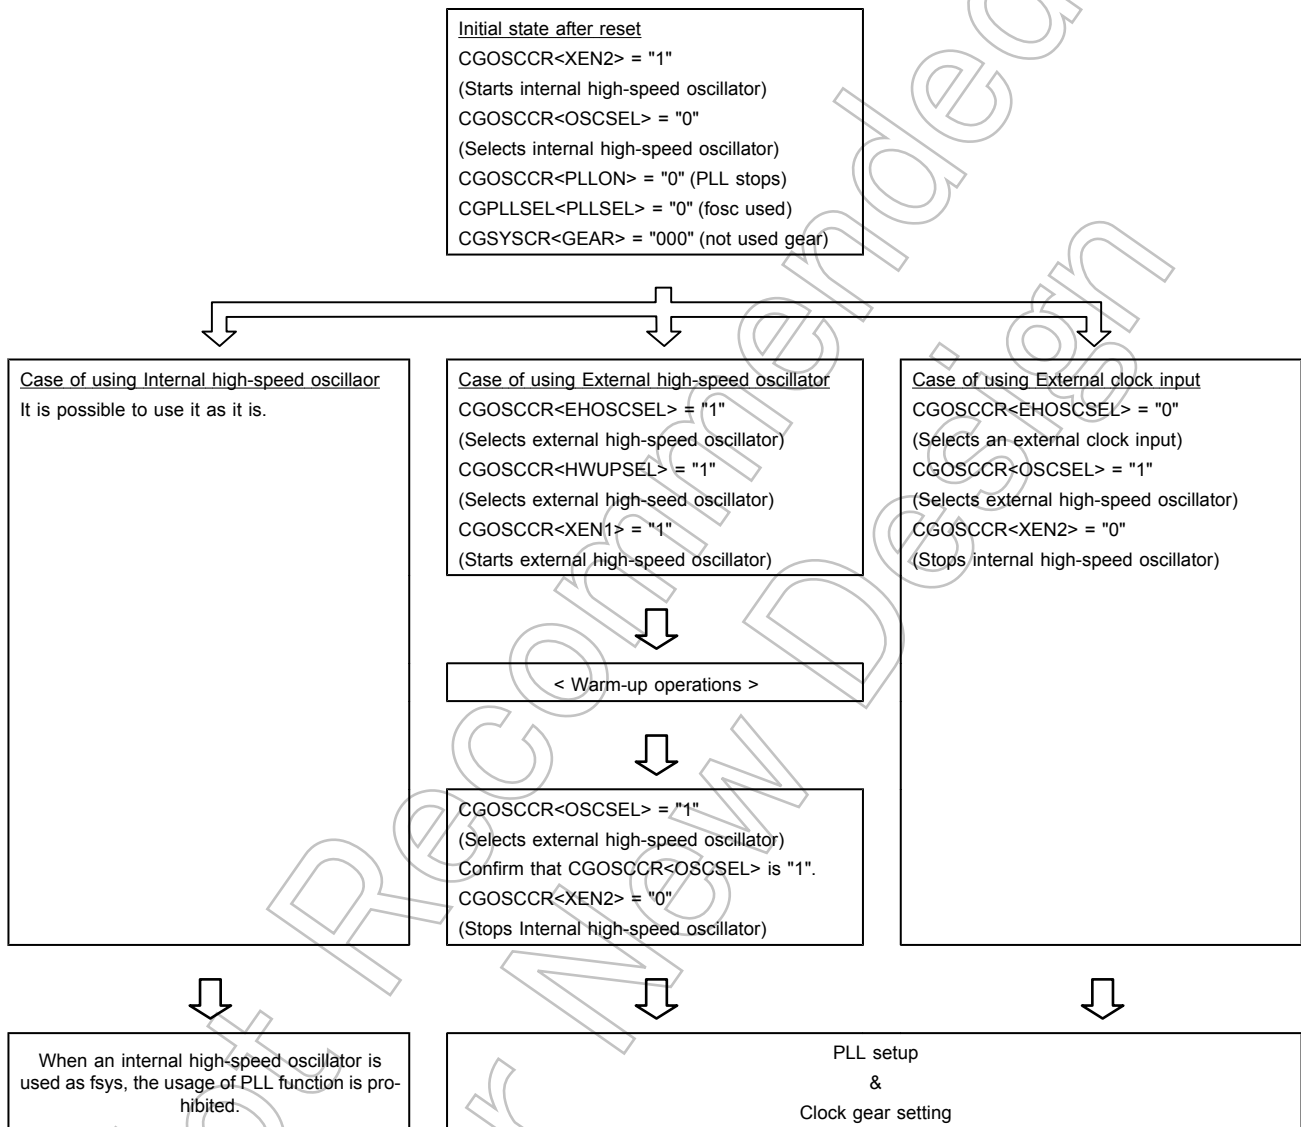 Initial state after reset
CGOSCCR<XEN2> = "1"
(Starts internal high-speed oscillator)
CGOSCCR<OSCSEL> = "0"
(Selects internal high-speed oscillator)
CGOSCCR<PLLON> = "0" (PLL stops)
CGPLLSEL<PLLSEL> = "0" (fosc used)
CGSYSCR<GEAR> = "000" (not used gear)
Case of using Internal high-speed oscillaor
It is possible to use it as it is.
Case of using External high-speed oscillator
CGOSCCR<EHOSCSEL> = "1"
(Selects external high-speed oscillator)
CGOSCCR<HWUPSEL> = "1"
(Selects external high-seed oscillator)
CGOSCCR<XEN1> = "1"
(Starts external high-speed oscillator)
Case of using External clock input
CGOSCCR<EHOSCSEL> = "0"
(Selects an external clock input)
CGOSCCR<OSCSEL> = "1"
(Selects external high-speed oscillator)
CGOSCCR<XEN2> = "0"
(Stops internal high-speed oscillator)
< Warm-up operations >
CGOSCCR<OSCSEL> = "1"
(Selects external high-speed oscillator)
Confirm that CGOSCCR<OSCSEL> is "1".
CGOSCCR<XEN2> = "0"
(Stops Internal high-speed oscillator)
When an internal high-speed oscillator is
used as fsys, the usage of PLL function is pro-
hibited.
PLL setup
&
Clock gear setting
ot Recommended
r New Design